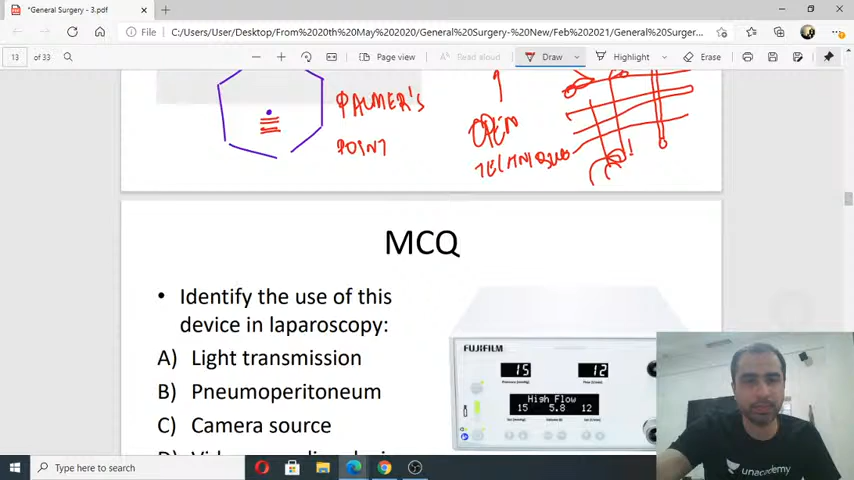 *General Surgery - 3.pdf
File
C:/Users/User/Desktop/From%2020th%20May%202020/General%20Surgery-%20New/Feb%202021/General%20Surger...
13 of 33
Page view
Read aloud
Draw
Highlight
Erase
PALMER'S
POINT
OPEN
TECHNIQUE
MCQ
• Identify the use of this
device in laparoscopy:
A) Light transmission
B) Pneumoperitoneum
C) Camera source
FUJIFILM
15
12
High Flow
15 5.8 12
unacademy
Type here to search